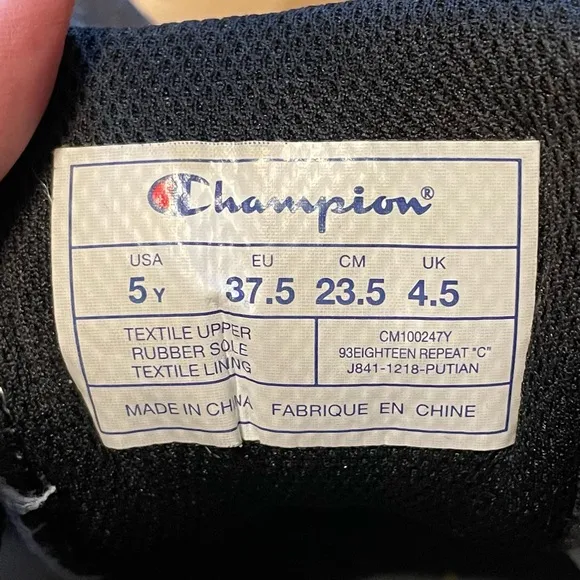 Champion®
USA EU CM UK
5 Y 37.5 23.5 4.5
TEXTILE UPPER
RUBBER SOLE
TEXTILE LINING
CM100247Y
93EIGHTEEN REPEAT "C"
J841-1218-PUTIAN
MADE IN CHINA FABRIQUE EN CHINE